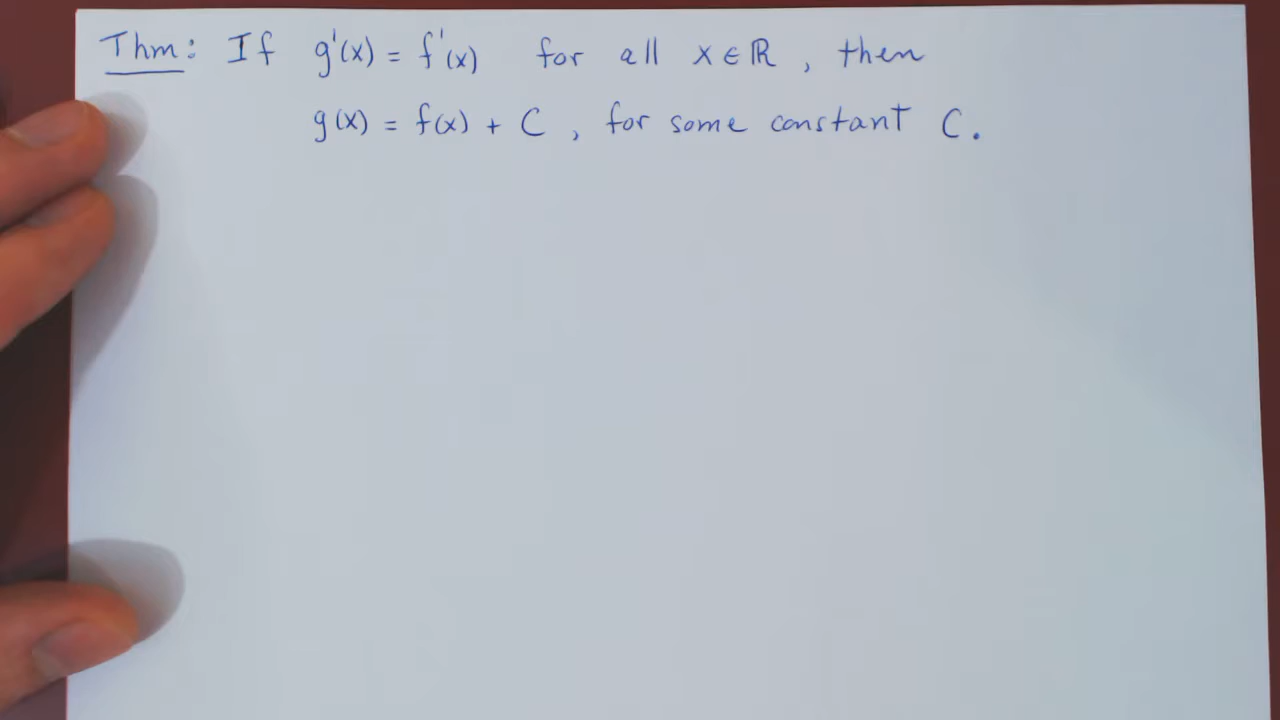 Thm: If g'(x) = f'(x) for all x ∈ ℝ, then
g(x) = f(x) + C, for some constant C.